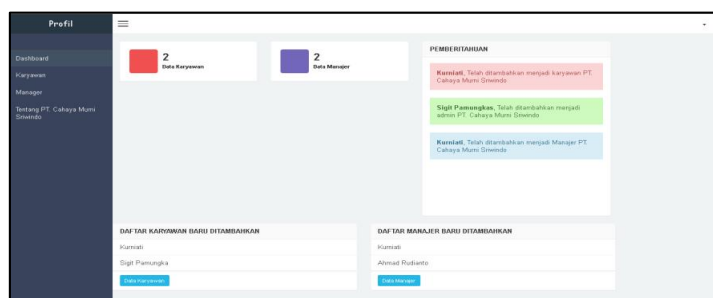 Profil
Dashboard
Karyawan
Manager
Tentang PT. Cahaya Murni
Sriwindo
2
Data Karyawan
2
Data Manajer
PEMBERITAHUAN
Kurniati, Telah ditambahkan menjadi karyawan PT.
Cahaya Murni Sriwindo
Sigit Pamungkas, Telah ditambahkan menjadi
admin PT. Cahaya Murni Sriwindo
Kurniati, Telah ditambahkan menjadi Manajer PT.
Cahaya Murni Sriwindo
DAFTAR KARYAWAN BARU DITAMBAHKAN
Kurniati
Sigit Pamungka
Data Karyawan
DAFTAR MANAJER BARU DITAMBAHKAN
Kurniati
Ahmad Rudianto
Data Manajer